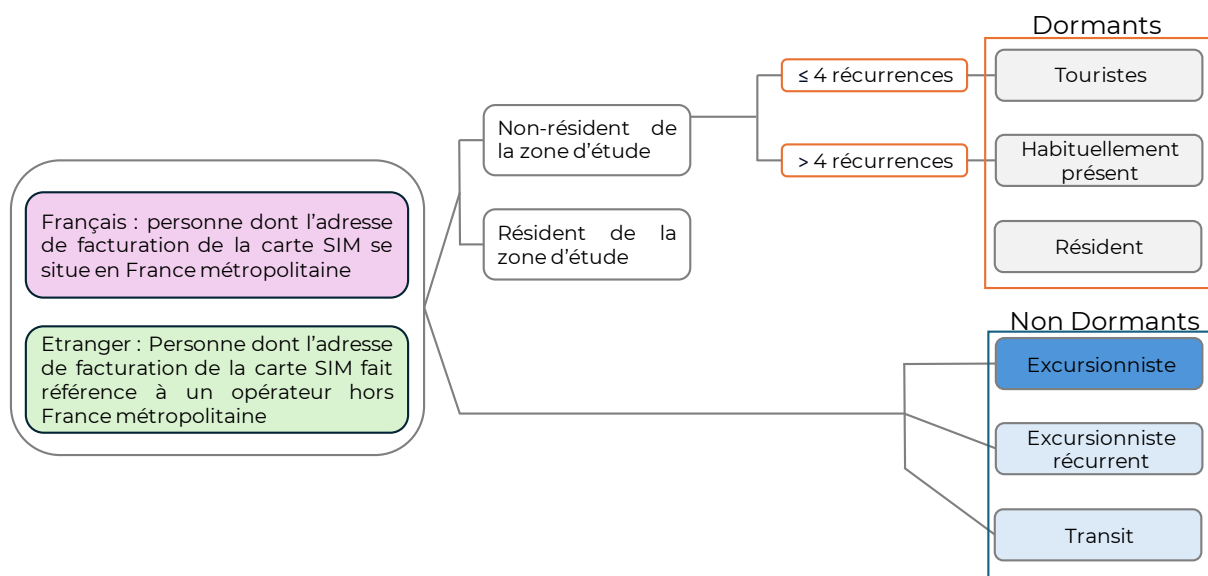 Dormants
≤ 4 récurrences
Touristes
Non-résident de
la zone d’étude
> 4 récurrences
Habituellement
présent
Français : personne dont l’adresse
de facturation de la carte SIM se
situe en France métropolitaine
Résident de la
zone d’étude
Résident
Etranger : Personne dont l’adresse
de facturation de la carte SIM fait
référence à un opérateur hors
France métropolitaine
Non Dormants
Excursionniste
Excursionniste
récurrent
Transit